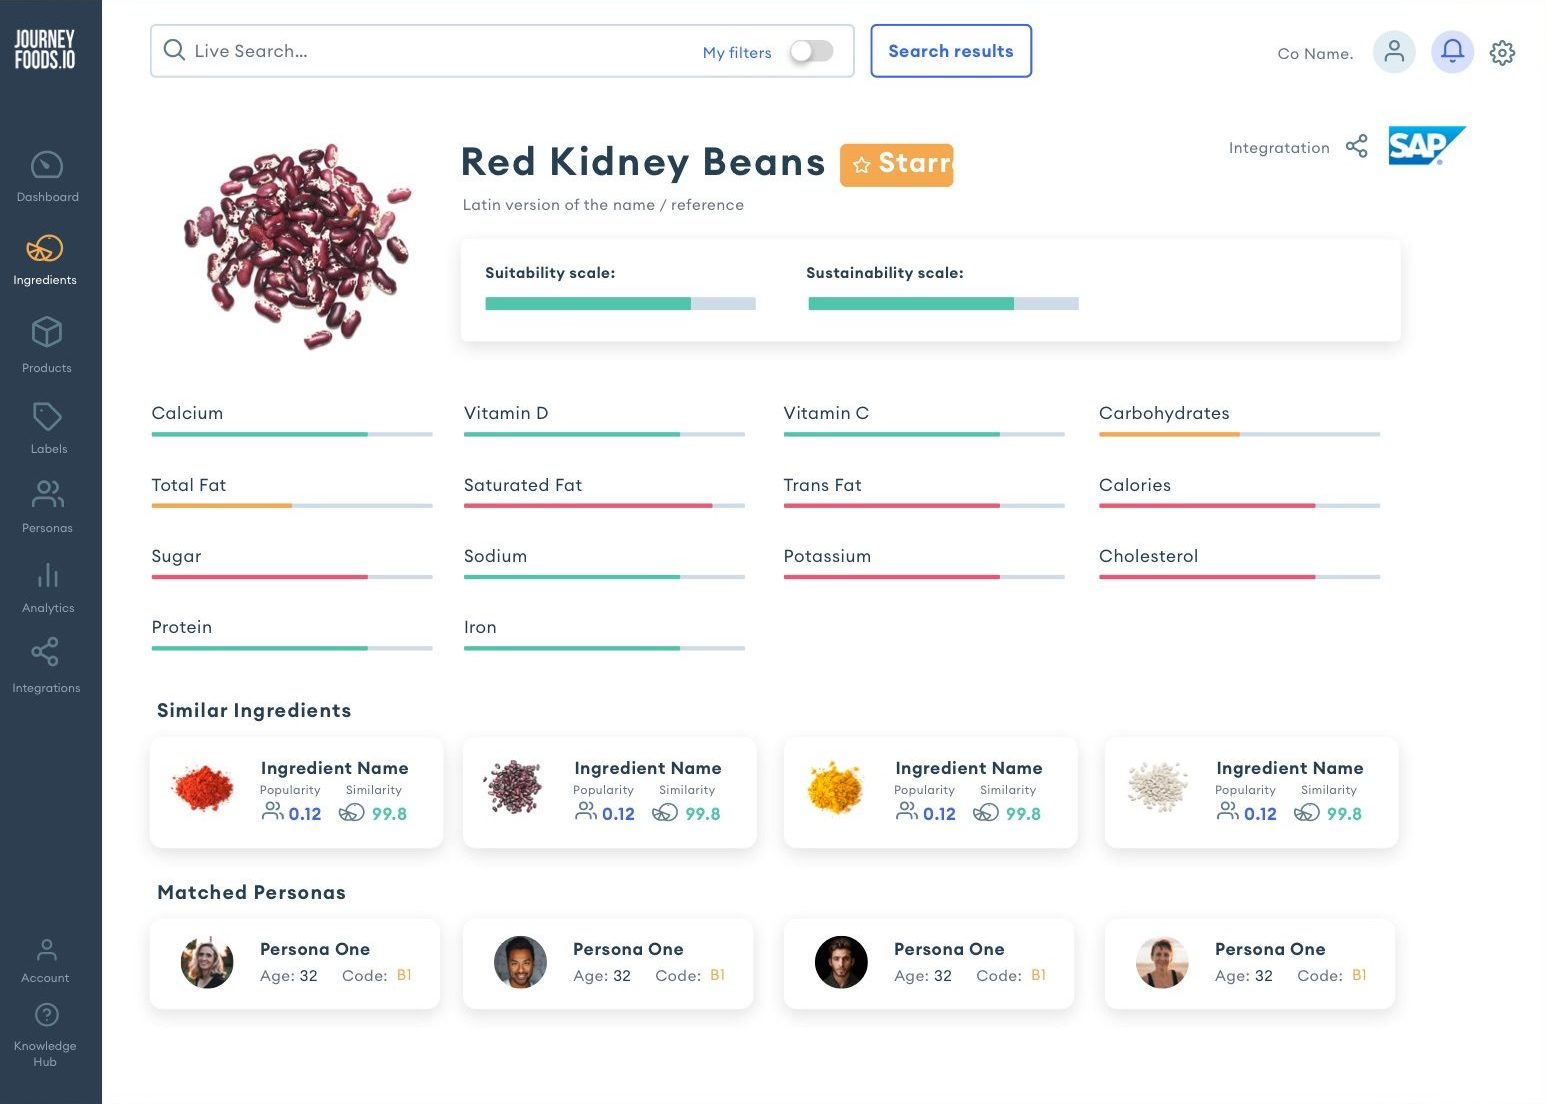 JOURNEY
FOODS.IO
Live Search...
My filters
Search results
Co Name.
Dashboard
Ingredients
Products
Labels
Personas
Analytics
Integrations
Account
Knowledge
Hub
Red Kidney Beans
Starr
Integratation
SAP
Latin version of the name / reference
Suitability scale:
Sustainability scale:
Calcium
Vitamin D
Vitamin C
Carbohydrates
Total Fat
Saturated Fat
Trans Fat
Calories
Sugar
Sodium
Potassium
Cholesterol
Protein
Iron
Similar Ingredients
Ingredient Name
Popularity Similarity
0.12 99.8
Ingredient Name
Popularity Similarity
0.12 99.8
Ingredient Name
Popularity Similarity
0.12 99.8
Ingredient Name
Popularity Similarity
0.12 99.8
Matched Personas
Persona One
Age: 32 Code: B1
Persona One
Age: 32 Code: B1
Persona One
Age: 32 Code: B1
Persona One
Age: 32 Code: B1